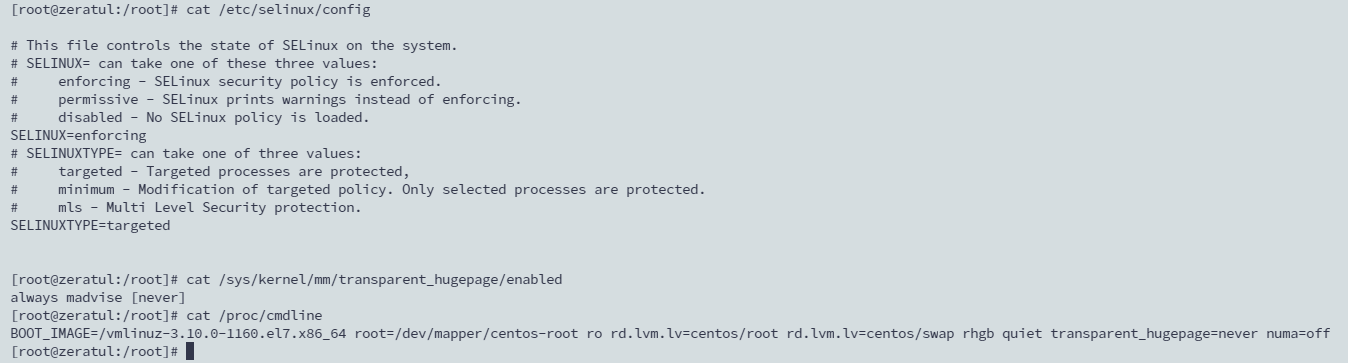 [root@zeratul:/root]# cat /etc/selinux/config
# This file controls the state of SELinux on the system.
# SELINUX= can take one of these three values:
#     enforcing - SELinux security policy is enforced.
#     permissive - SELinux prints warnings instead of enforcing.
#     disabled - No SELinux policy is loaded.
SELINUX=enforcing
# SELINUXTYPE= can take one of three values:
#     targeted - Targeted processes are protected,
#     minimum - Modification of targeted policy. Only selected processes are protected.
#     mls - Multi Level Security protection.
SELINUXTYPE=targeted
[root@zeratul:/root]# cat /sys/kernel/mm/transparent_hugepage/enabled
always madvise [never]
[root@zeratul:/root]# cat /proc/cmdline
BOOT_IMAGE=/vmlinuz-3.10.0-1160.el7.x86_64 root=/dev/mapper/centos-root ro rd.lvm.lv=centos/root rd.lvm.lv=centos/swap rhgb quiet transparent_hugepage=never numa=off
[root@zeratul:/root]#